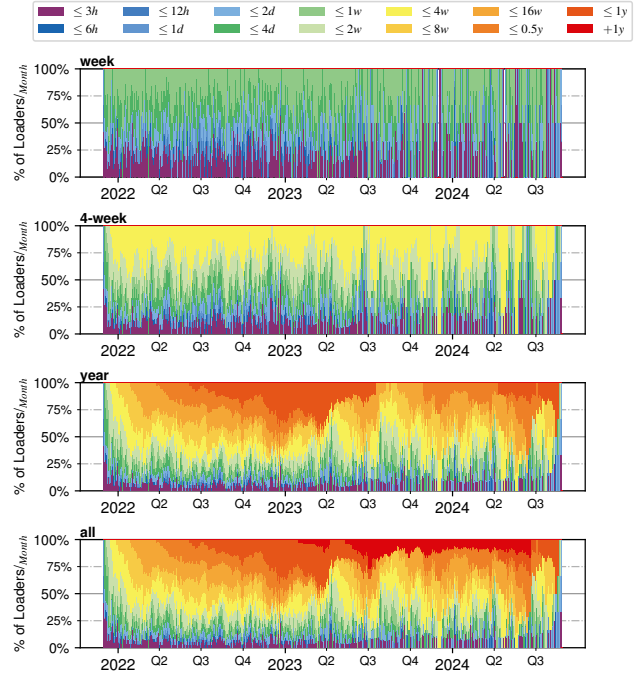 ≤ 3h ≤ 12h ≤ 2d ≤ 1w ≤ 4w ≤ 16w ≤ 1y
≤ 6h ≤ 1d ≤ 4d ≤ 2w ≤ 8w ≤ 0.5y +1y
week
% of Loaders/Month
100%
75%
50%
25%
0%
2022 Q2 Q3 Q4 2023 Q2 Q3 2024 Q2 Q3
4-week
% of Loaders/Month
100%
75%
50%
25%
0%
2022 Q2 Q3 Q4 2023 Q2 Q3 2024 Q2 Q3
year
% of Loaders/Month
100%
75%
50%
25%
0%
2022 Q2 Q3 Q4 2023 Q2 Q3 2024 Q2 Q3
all
% of Loaders/Month
100%
75%
50%
25%
0%
2022 Q2 Q3 Q4 2023 Q2 Q3 2024 Q2 Q3